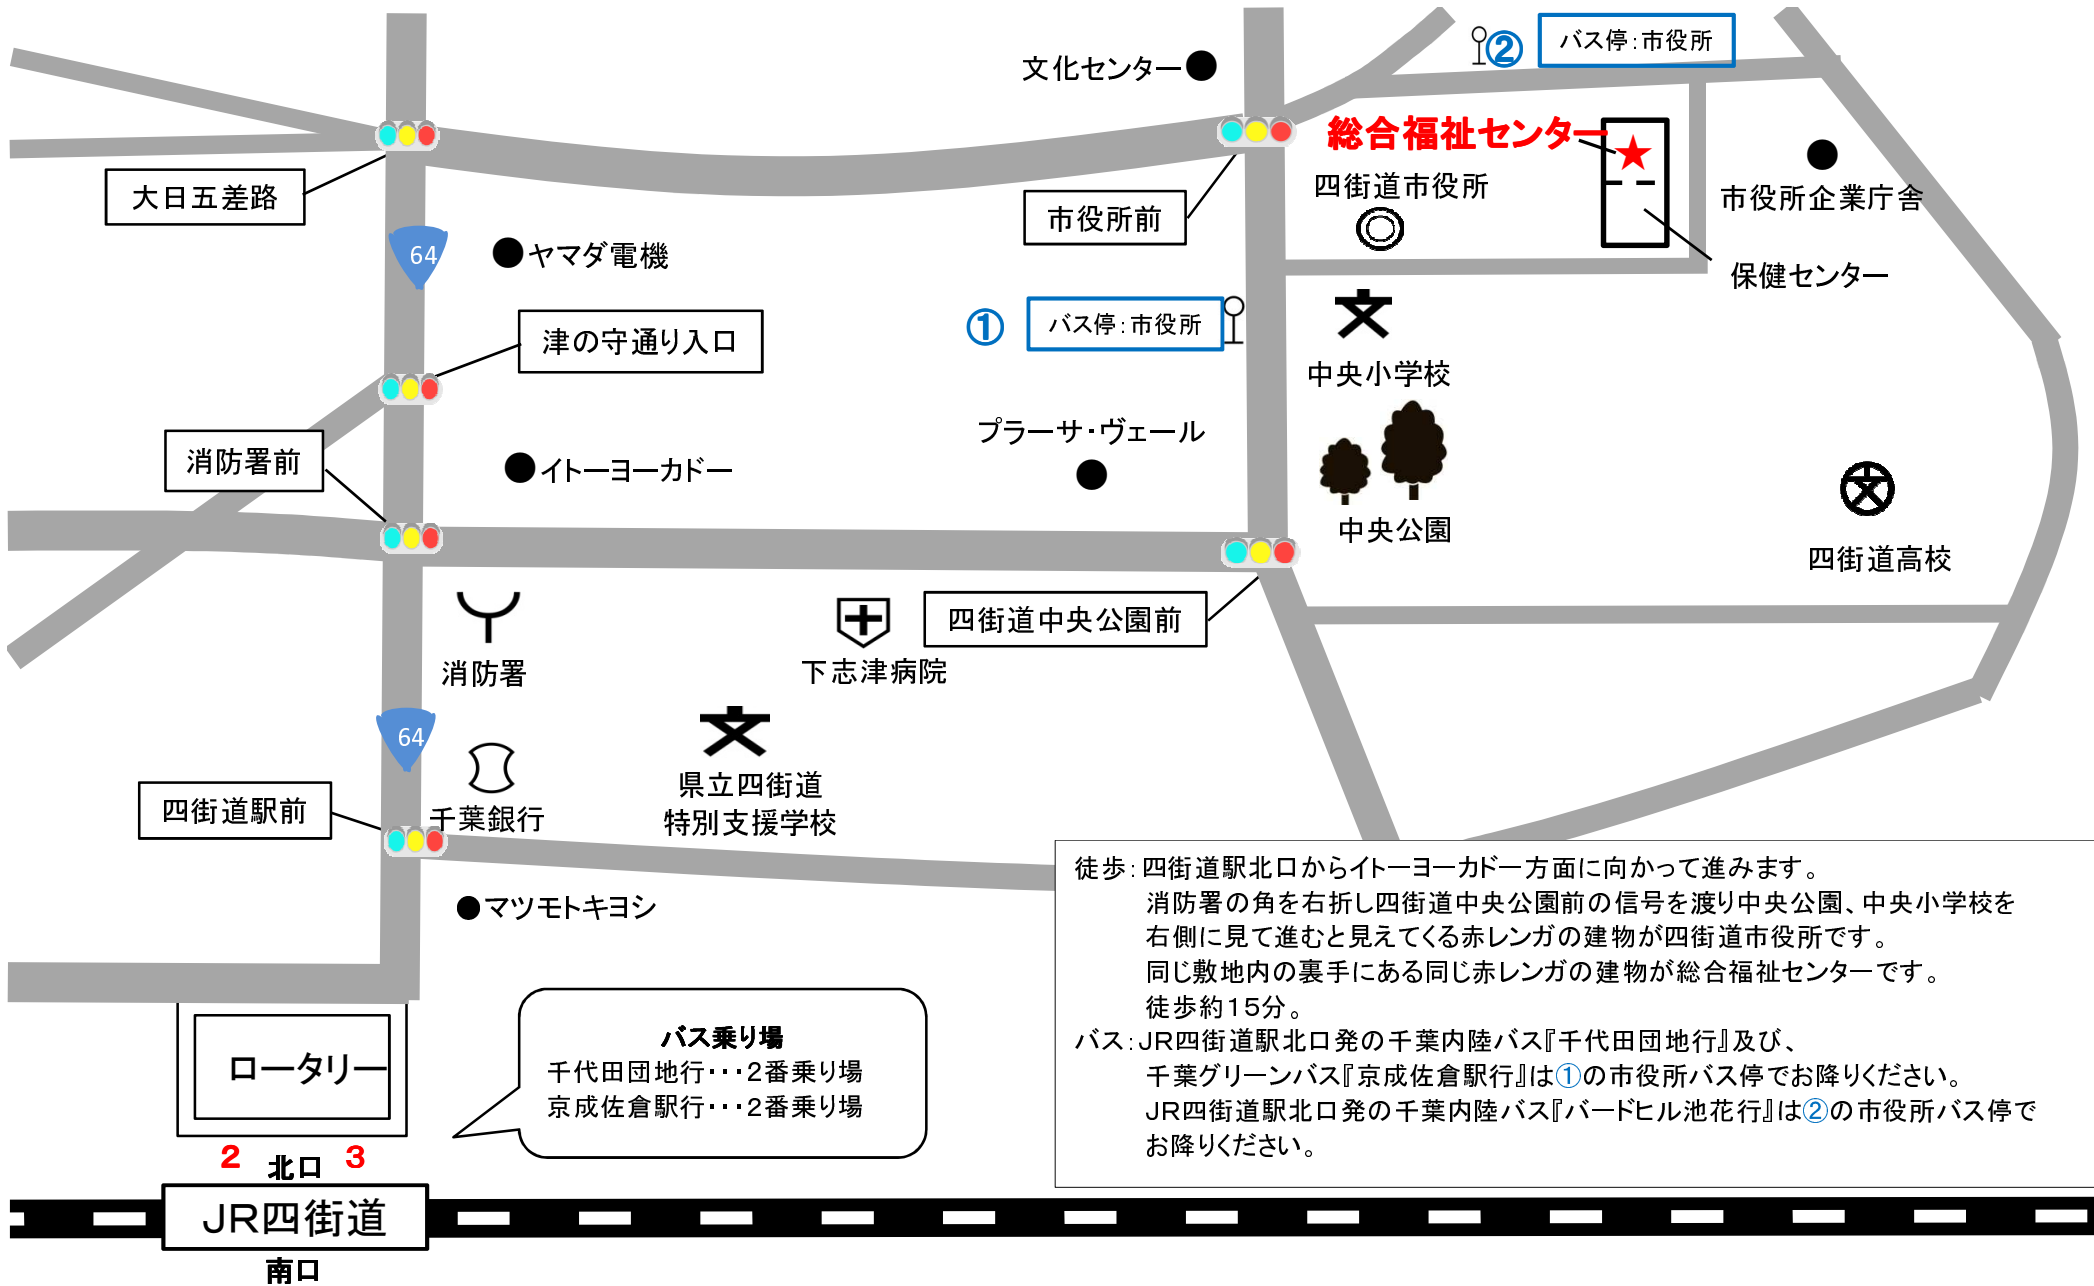 文化センター
②
バス停：市役所
総合福祉センター
大日五差路
市役所前
四街道市役所
市役所企業庁舎
64
ヤマダ電機
保健センター
①
バス停：市役所
津の守通り入口
中央小学校
消防署前
イトーヨーカドー
プラーサ・ヴェール
中央公園
四街道高校
消防署
下志津病院
四街道中央公園前
64
四街道駅前
千葉銀行
県立四街道
特別支援学校
マツモトキヨシ
徒歩：四街道駅北口からイトーヨーカドー方面に向かって進みます。
消防署の角を右折し四街道中央公園前の信号を渡り中央公園、中央小学校を
右側に見て進むと見えてくる赤レンガの建物が四街道市役所です。
同じ敷地内の裏手にある同じ赤レンガの建物が総合福祉センターです。
徒歩約１５分。
バス：ＪＲ四街道駅北口発の千葉内陸バス『千代田団地行』及び、
千葉グリーンバス『京成佐倉駅行』は①の市役所バス停でお降りください。
ＪＲ四街道駅北口発の千葉内陸バス『バードヒル池花行』は②の市役所バス停で
お降りください。
バス乗り場
千代田団地行・・・２番乗り場
京成佐倉駅行・・・２番乗り場
ロータリー
2 北口 3
ＪＲ四街道
南口